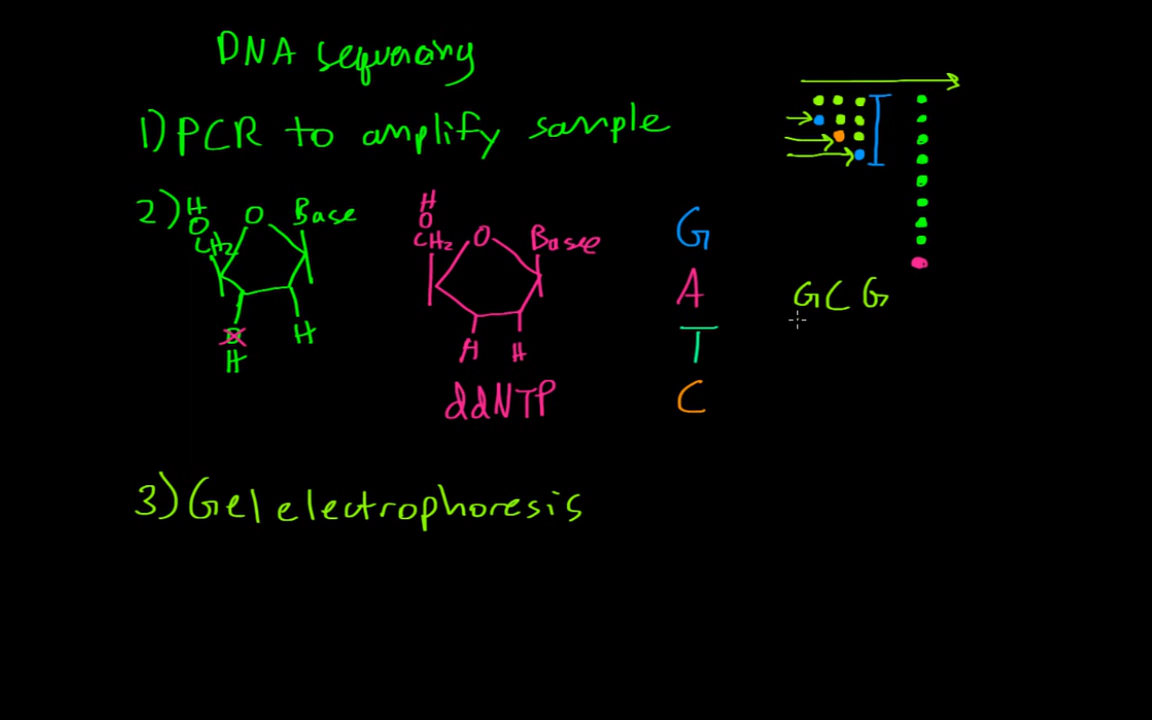 DNA sequencing
1) PCR to amplify sample
2) H
O
CH2
O
Base
O
H
H
H
O
CH2
O
Base
H
H
ddNTP
G
A
T
C
GCG
3) Gel electrophoresis